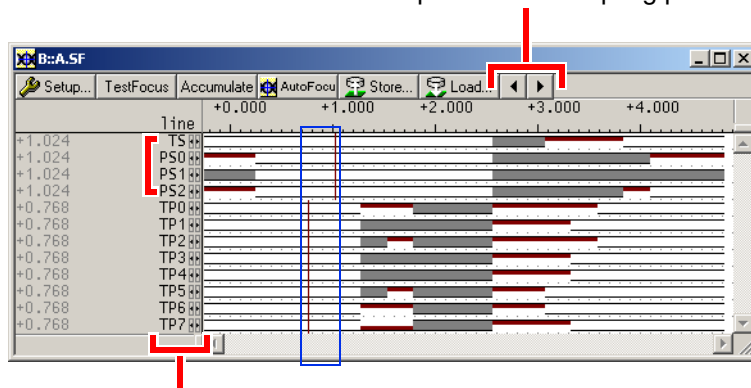 B::A.SF
Setup... TestFocus Accumulate AutoFocu Store... Load...
+0.000 +1.000 +2.000 +3.000 +4.000
line
+1.024 TS
+1.024 PS0
+1.024 PS1
+1.024 PS2
+0.768 TP0
+0.768 TP1
+0.768 TP2
+0.768 TP3
+0.768 TP4
+0.768 TP5
+0.768 TP6
+0.768 TP7